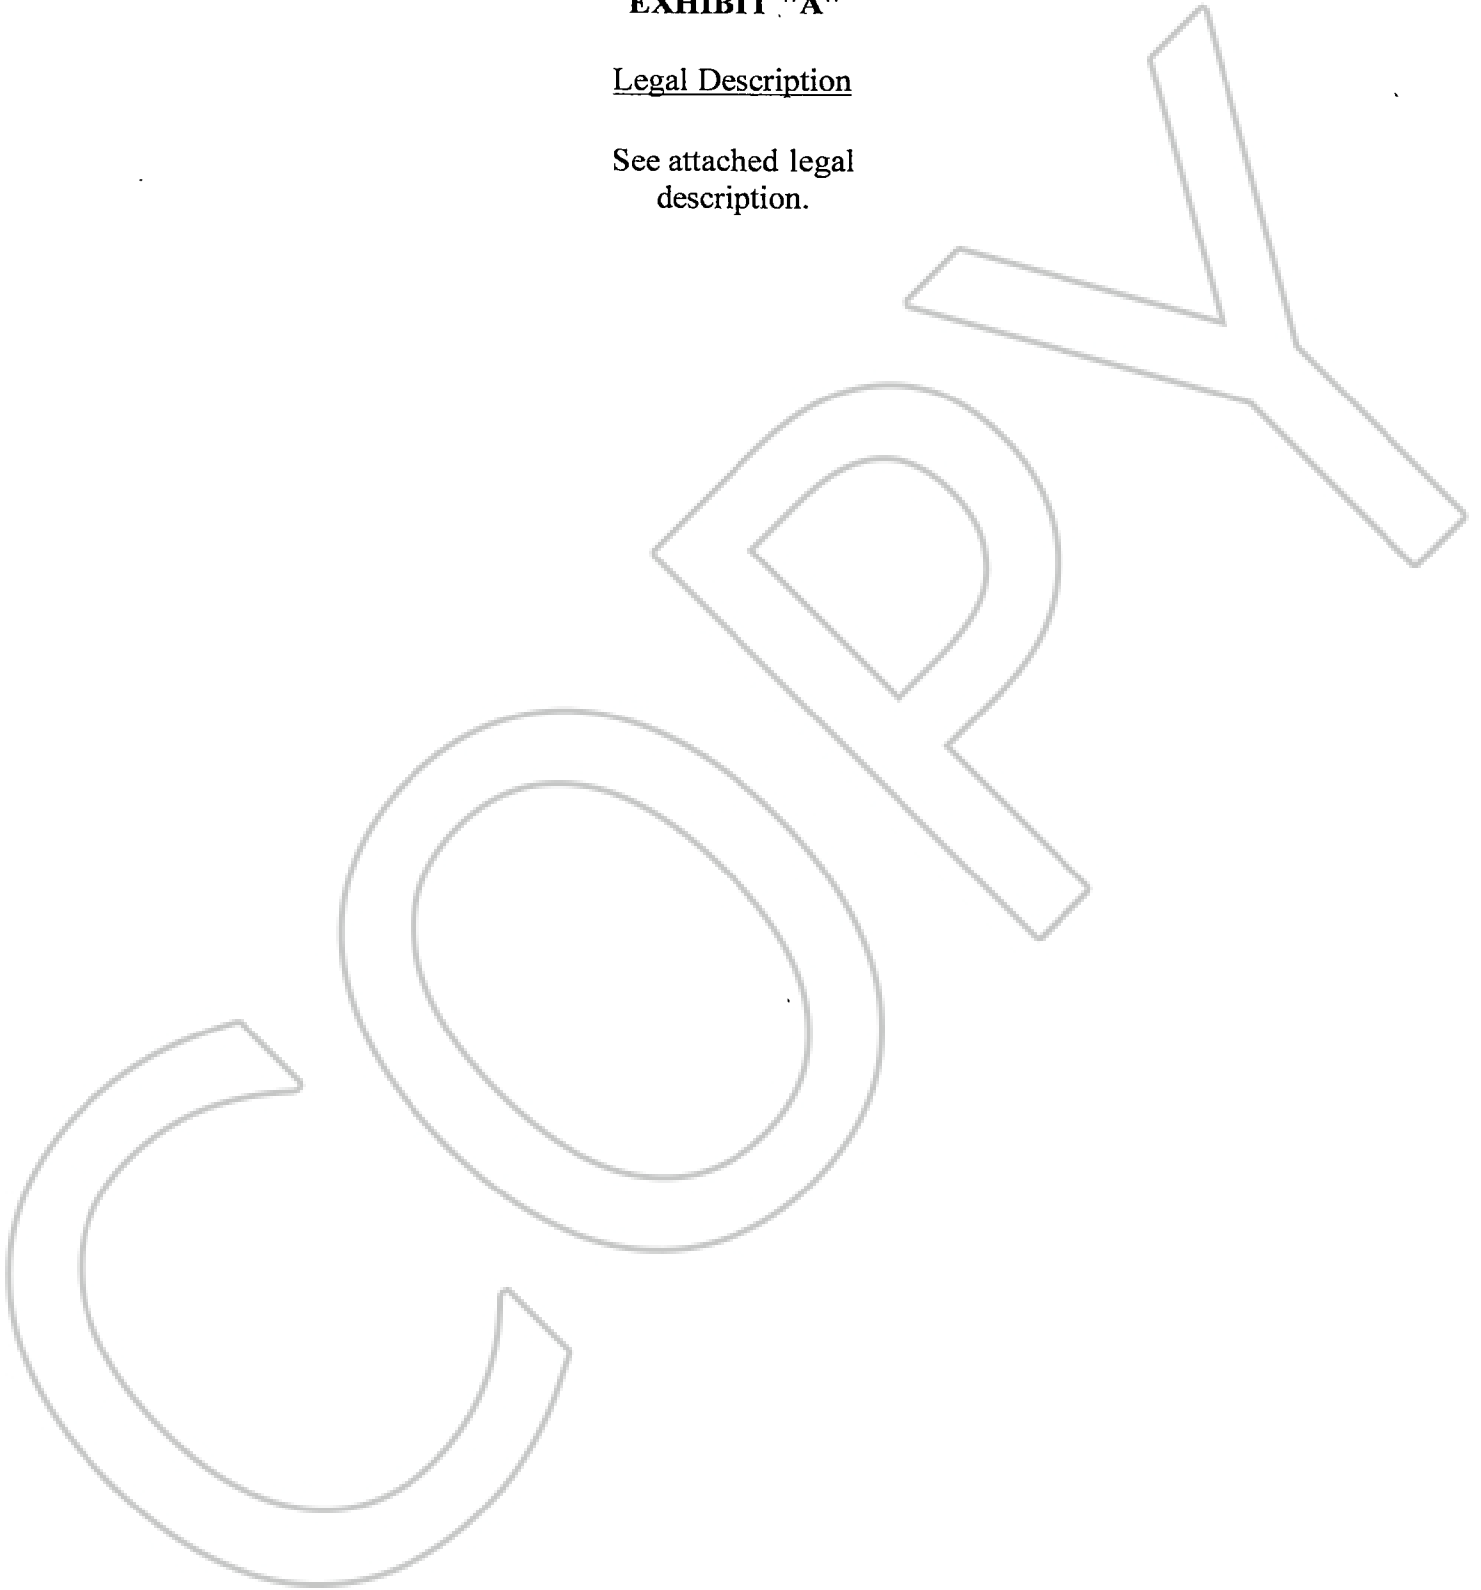 EXHIBIT "A"
Legal Description
See attached legal
description.
COPY